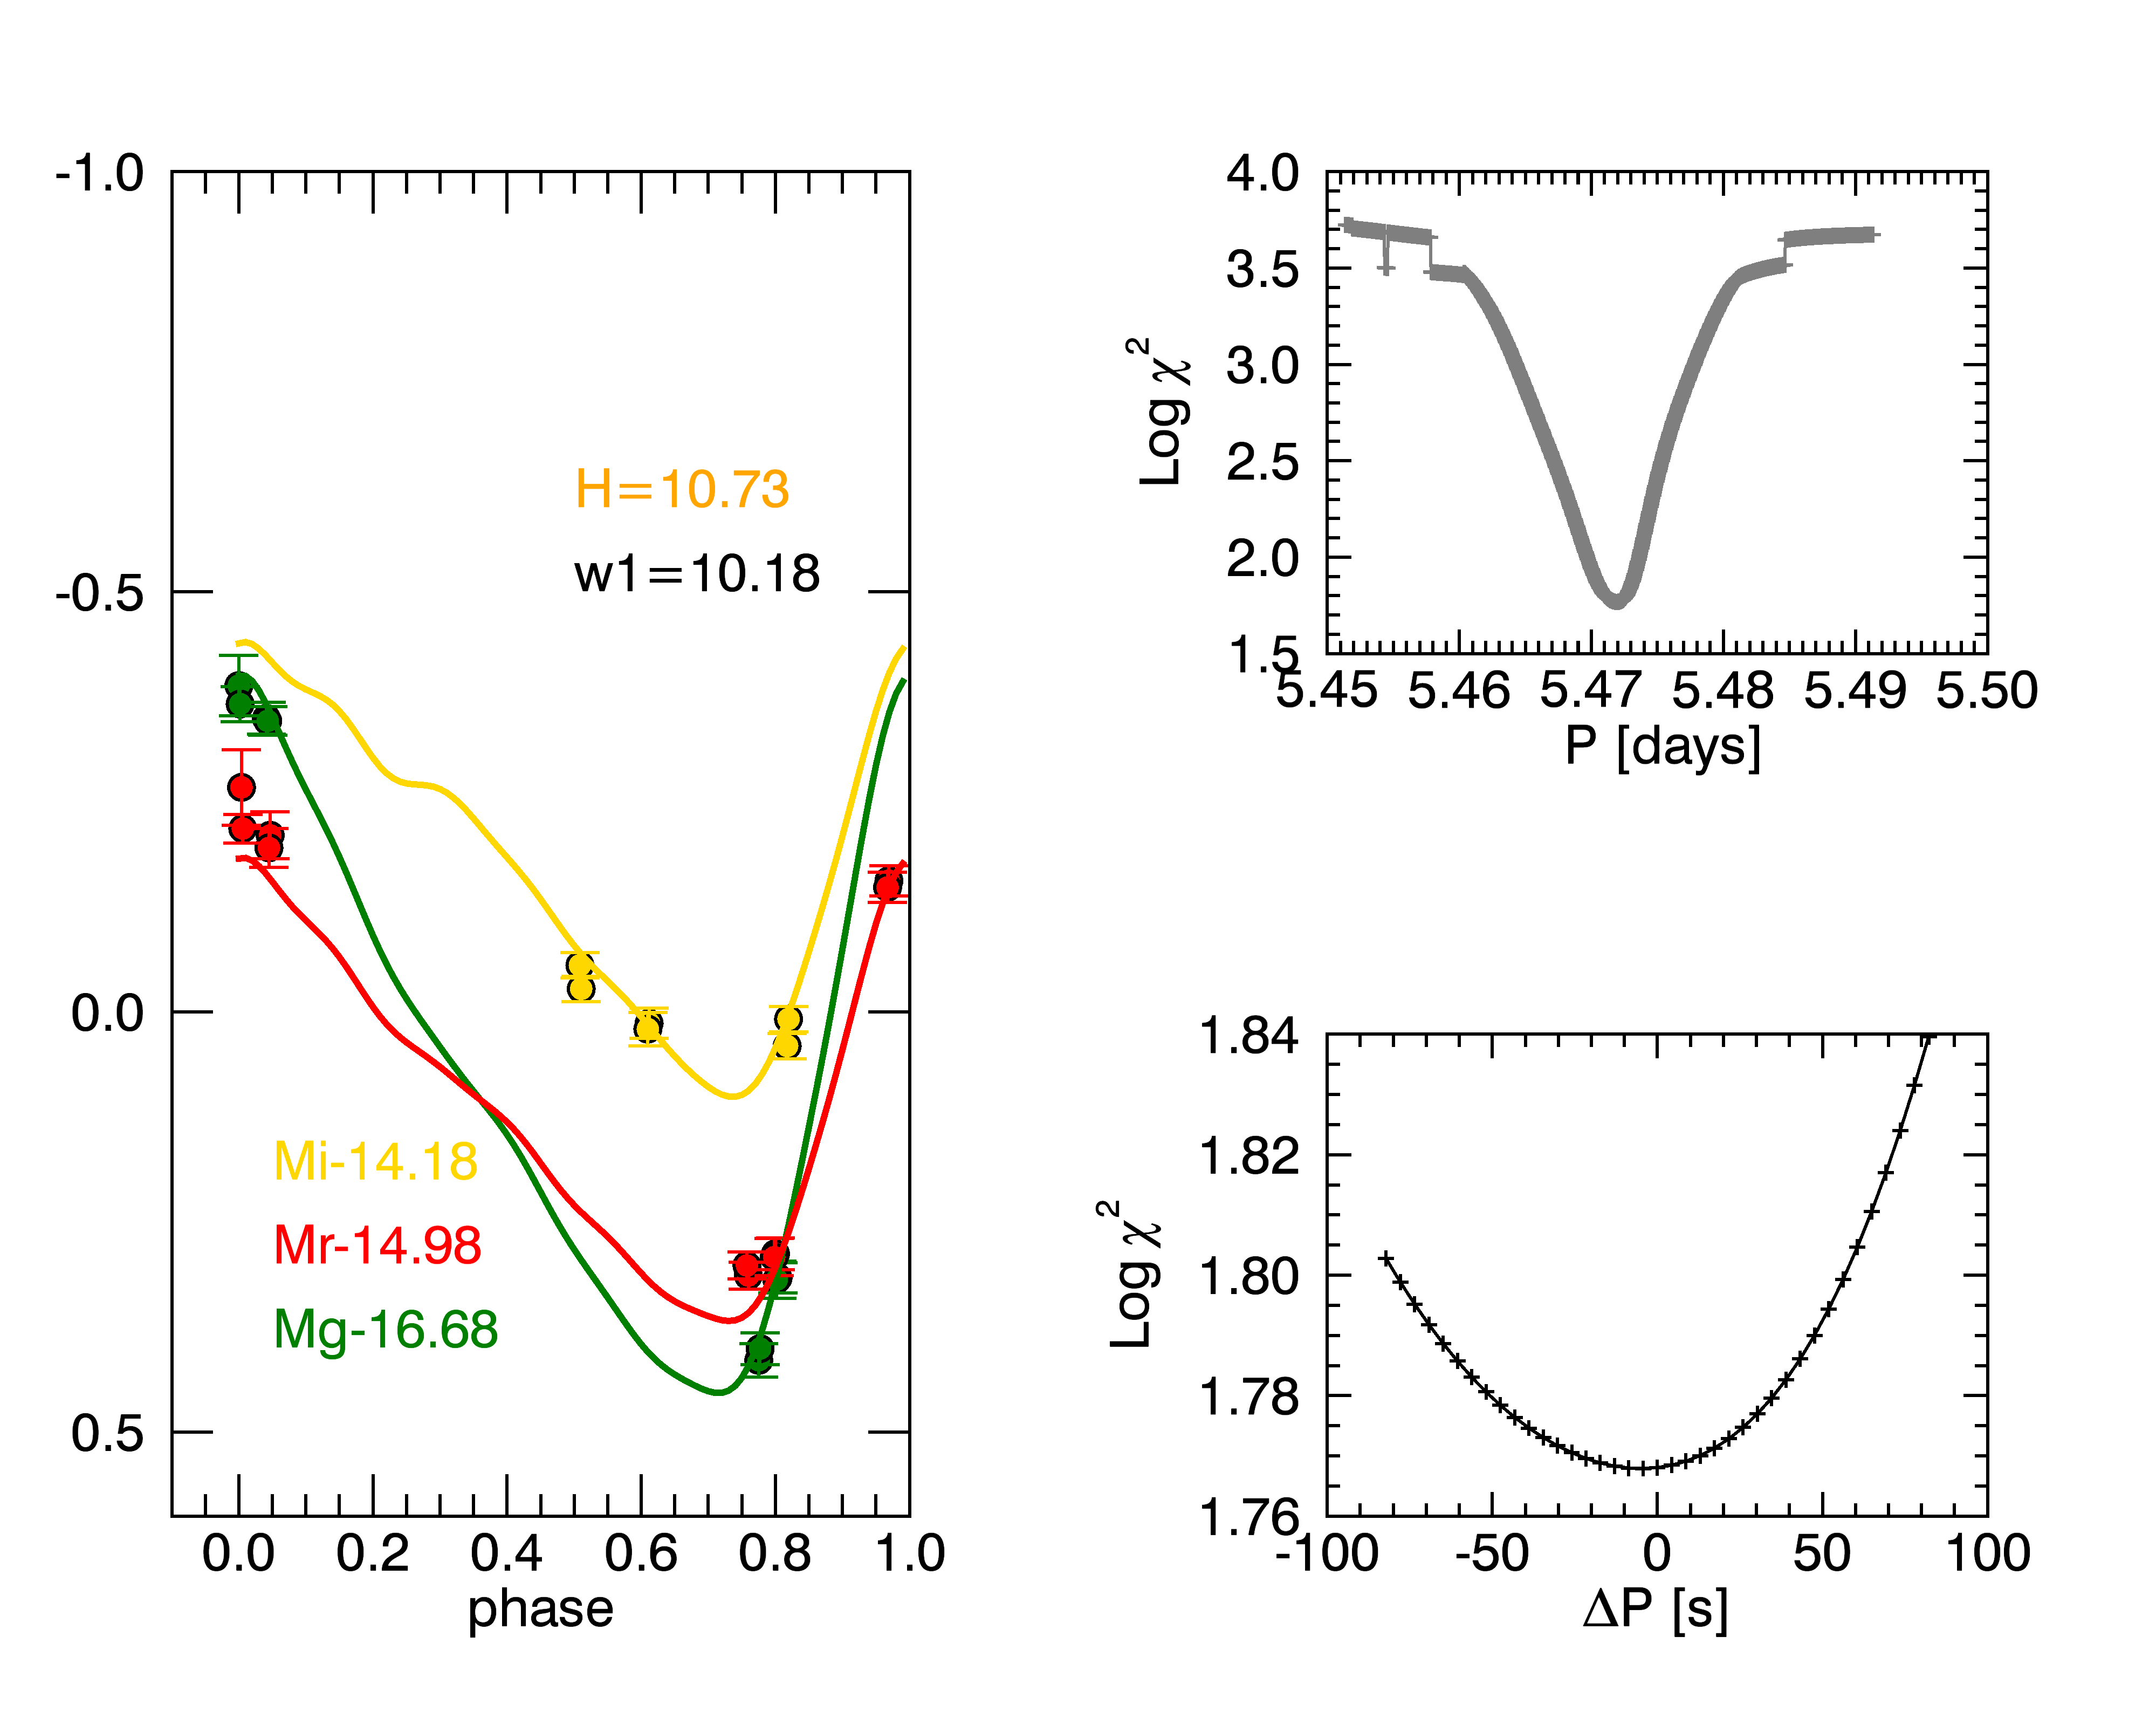 -1.0
-0.5
0.0
0.5
H=10.73
w1=10.18
Mi-14.18
Mr-14.98
Mg-16.68
0.0 0.2 0.4 0.6 0.8 1.0
phase
4.0
3.5
3.0
2.5
2.0
1.5
Log χ²
5.45 5.46 5.47 5.48 5.49 5.50
P [days]
1.84
1.82
1.80
1.78
1.76
Log χ²
-100 -50 0 50 100
ΔP [s]